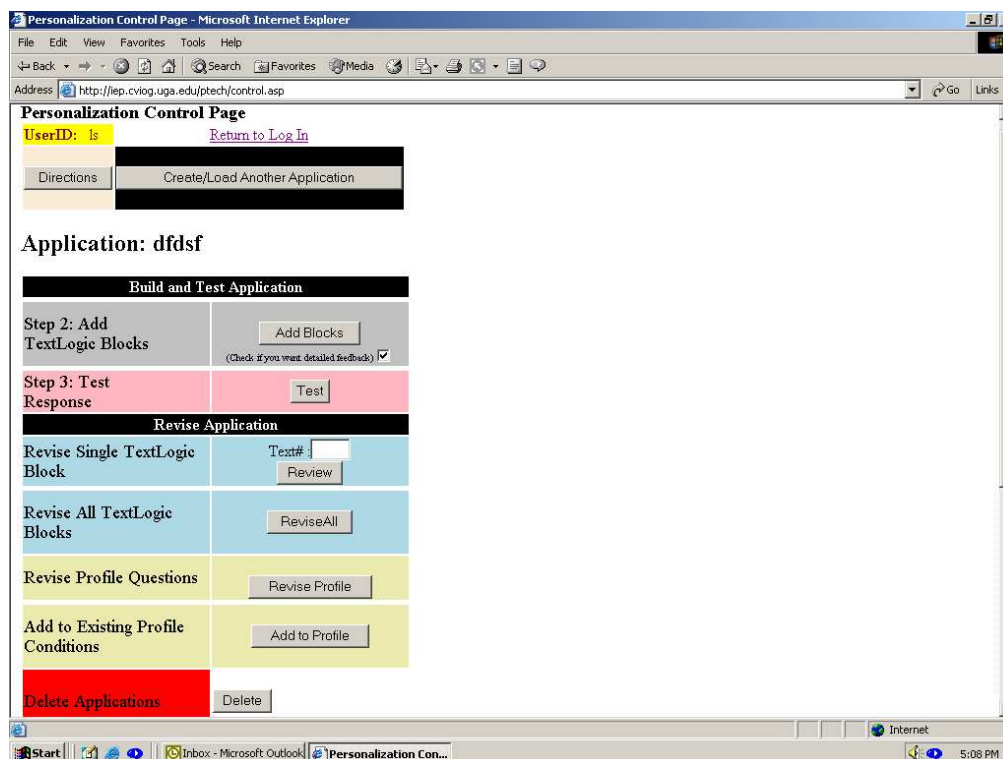 Personalization Control Page - Microsoft Internet Explorer
File Edit View Favorites Tools Help
Back Search Favorites Media
Address http://iep.cviog.uga.edu/ptech/control.asp Go Links
Personalization Control Page
UserID: ls Return to Log In
Directions Create/Load Another Application
Application: dfdsf
Build and Test Application
Step 2: Add
TextLogic Blocks
Add Blocks
(Check if you want detailed feedback)
Step 3: Test
Response
Test
Revise Application
Revise Single TextLogic
Block
Text# :
Review
Revise All TextLogic
Blocks
ReviseAll
Revise Profile Questions
Revise Profile
Add to Existing Profile
Conditions
Add to Profile
Delete Applications Delete
Internet
Start Inbox - Microsoft Outlook Personalization Con... 5:08 PM